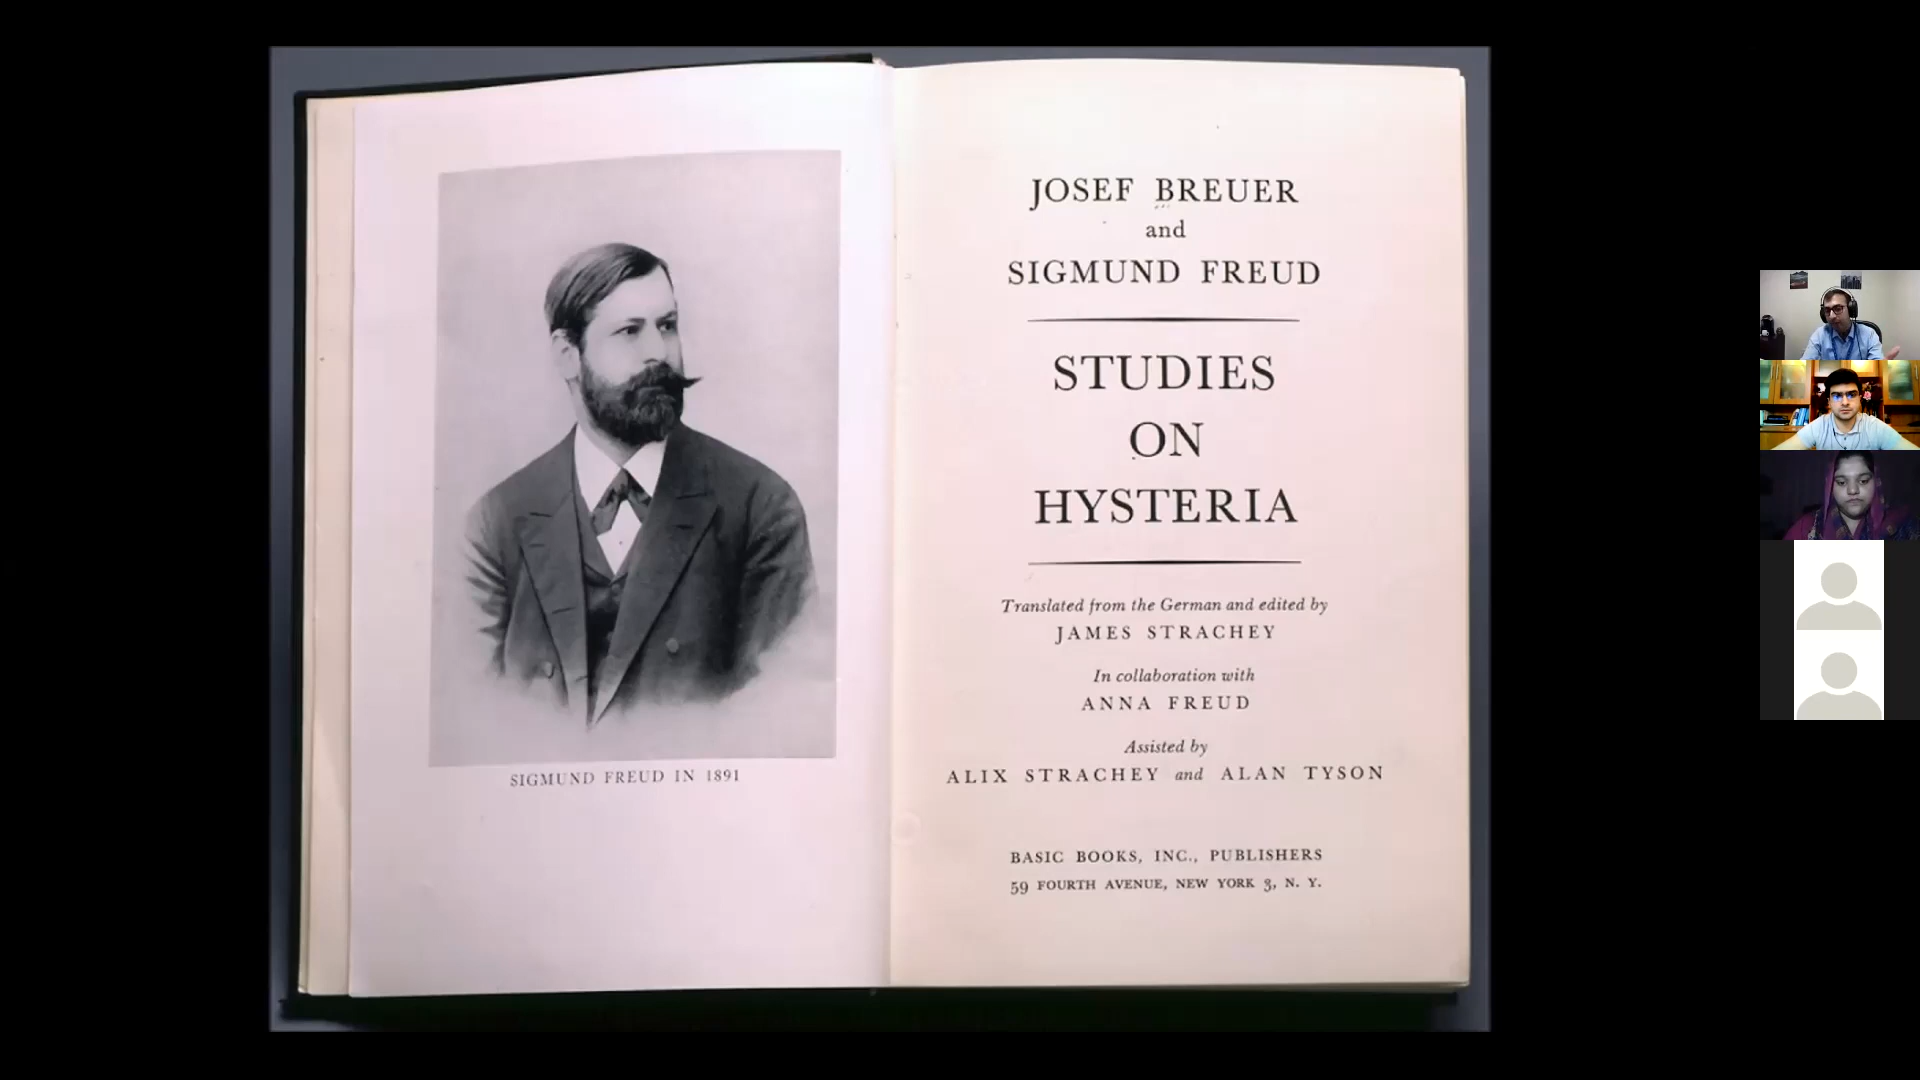 SIGMUND FREUD IN 1891
JOSEF BREUER
and
SIGMUND FREUD
STUDIES
ON
HYSTERIA
Translated from the German and edited by
JAMES STRACHEY
In collaboration with
ANNA FREUD
Assisted by
ALIX STRACHEY and ALAN TYSON
BASIC BOOKS, INC., PUBLISHERS
59 FOURTH AVENUE, NEW YORK 3, N. Y.